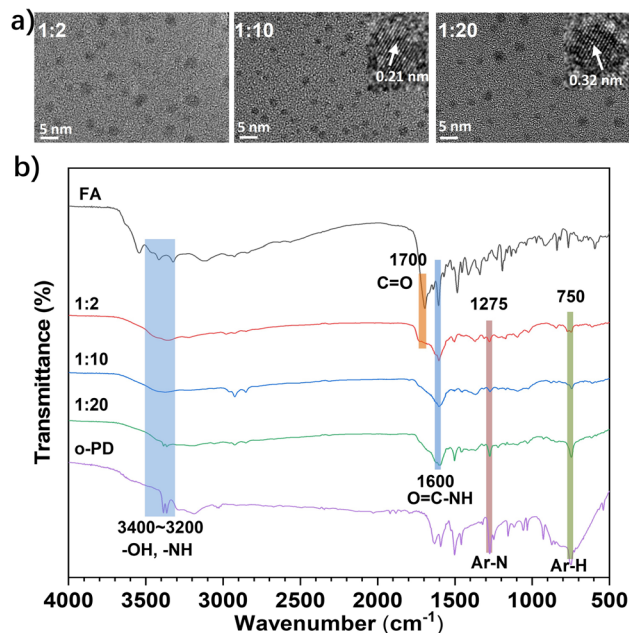 a)
1:2
5 nm
1:10
0.21 nm
5 nm
1:20
0.32 nm
5 nm
b)
FA
1700
C=O
1275
750
1:2
1:10
1:20
o-PD
1600
O=C-NH
3400~3200
-OH, -NH
Ar-N
Ar-H
Transmittance (%)
4000 3500 3000 2500 2000 1500 1000 500
Wavenumber (cm⁻¹)